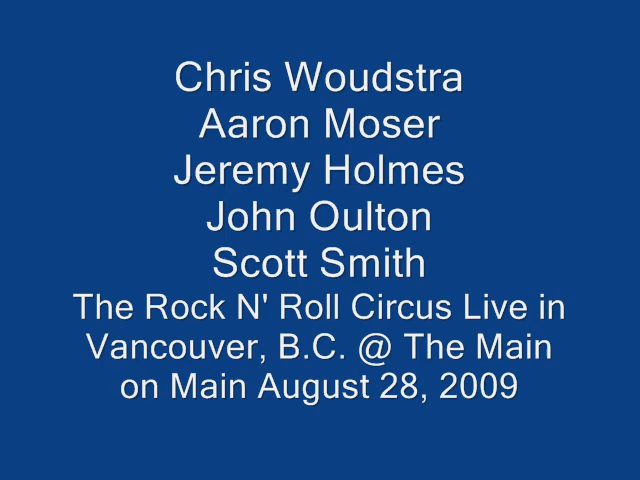 Chris Woudstra
Aaron Moser
Jeremy Holmes
John Oulton
Scott Smith
The Rock N' Roll Circus Live in
Vancouver, B.C. @ The Main
on Main August 28, 2009